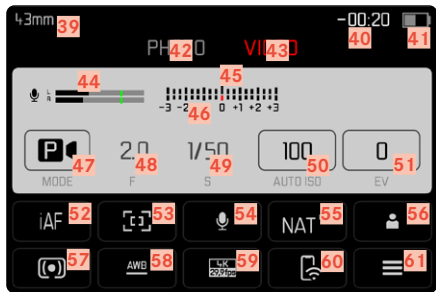 43mm 39 -00:20 40 41
PHOTO 42 VIDEO 43
44 45
L
R
-3 -2 46 0 +1 +2 +3
P 47 2.0 48 1/50 49 100 50 0 51
MODE F S AUTO ISO EV
iAF 52 53 54 NAT 55 56
57 AWB 58 4K 59 60 61
29.9fps